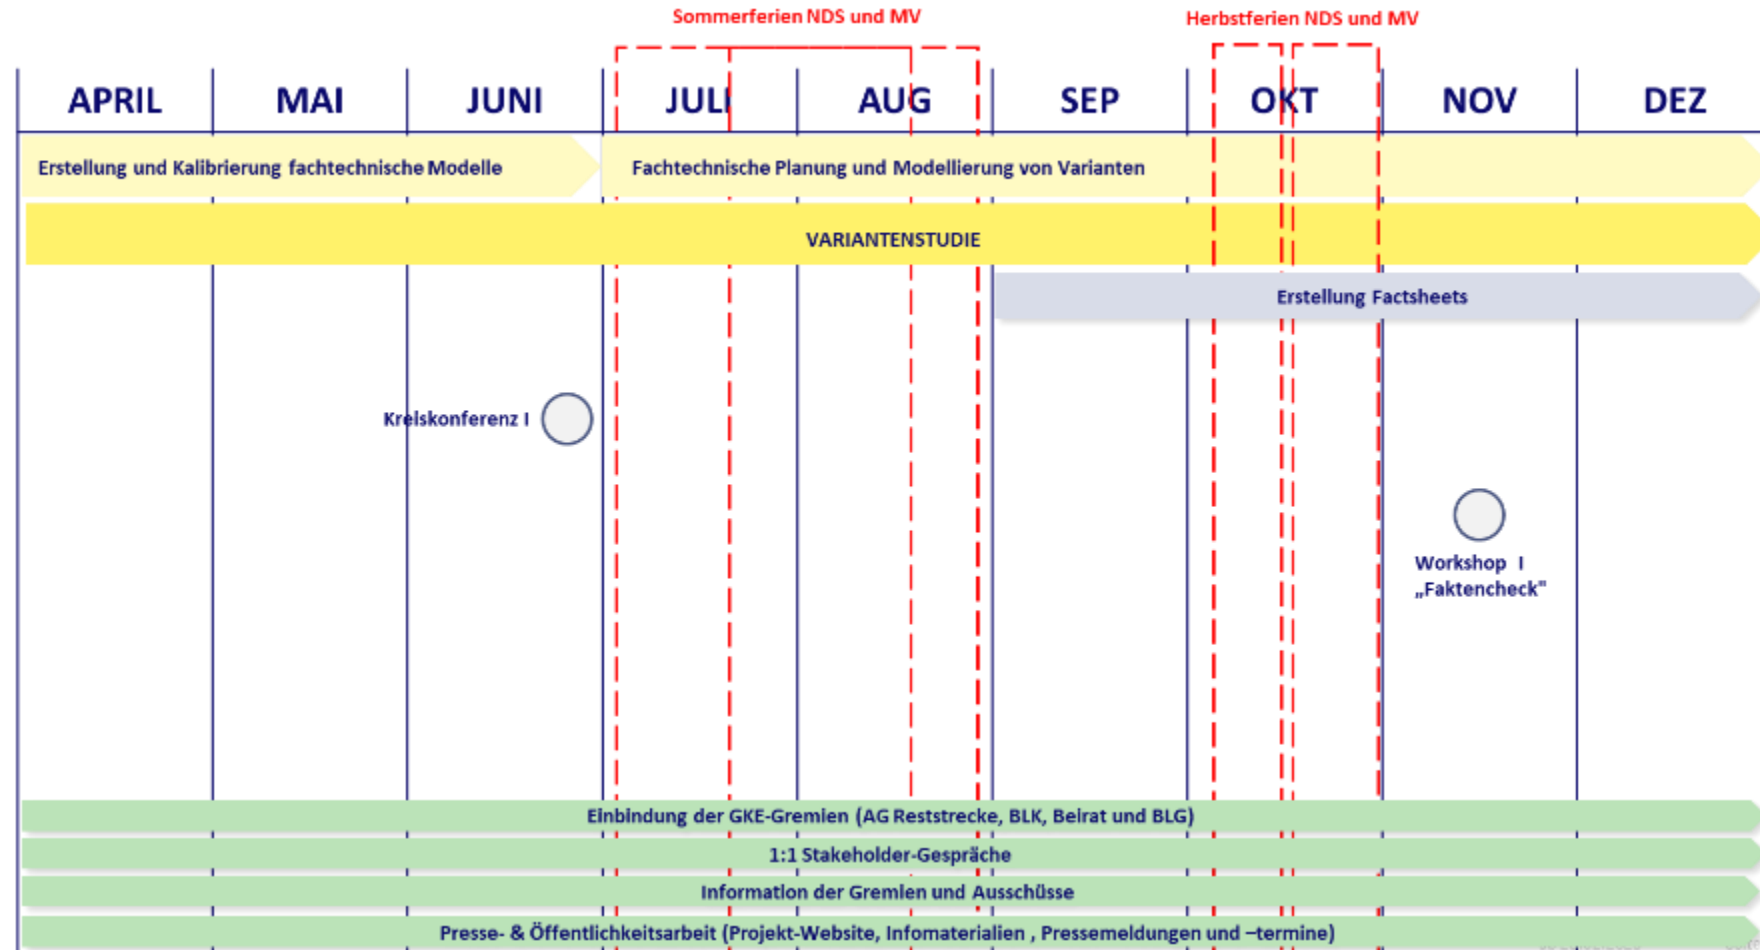 Sommerferien NDS und MV
Herbstferien NDS und MV
APRIL
MAI
JUNI
JULI
AUG
SEP
OKT
NOV
DEZ
Erstellung und Kalibrierung fachtechnische Modelle
Fachtechnische Planung und Modellierung von Varianten
VARIANTENSTUDIE
Erstellung Factsheets
Kreiskonferenz I
Workshop I
„Faktencheck"
Einbindung der GKE-Gremien (AG Reststrecke, BLK, Beirat und BLG)
1:1 Stakeholder-Gespräche
Information der Gremien und Ausschüsse
Presse- & Öffentlichkeitsarbeit (Projekt-Website, Infomaterialien , Pressemeldungen und –termine)